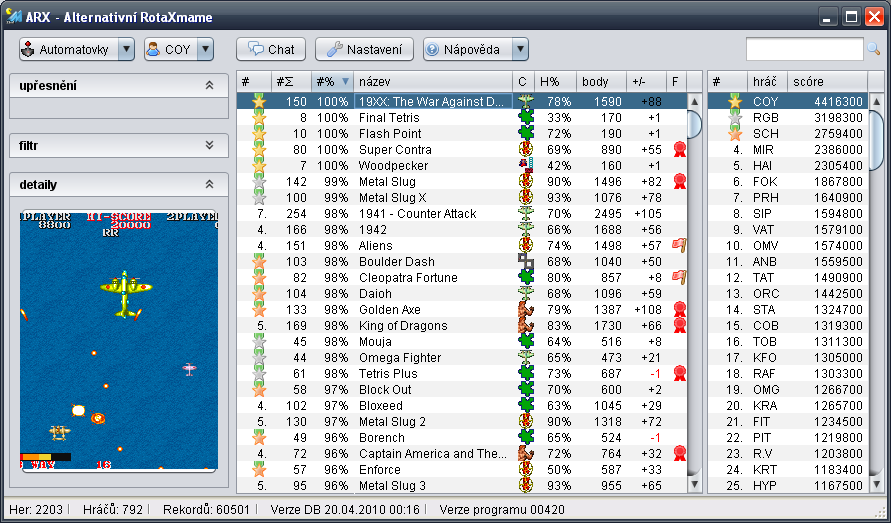 ARX - Alternativní RotaXmame
Automatovky COY Chat Nastavení Nápověda
upřesnění
filtr
detaily
1PLAYER HI-SCORE 2PLAYER
8800 20000
RR
16
# #Σ #% název C H% body +/- F
150 100% 19XX: The War Against D... 78% 1590 +88
8 100% Final Tetris 33% 170 +1
10 100% Flash Point 72% 190 +1
80 100% Super Contra 69% 890 +55
7 100% Woodpecker 42% 160 +1
142 99% Metal Slug 90% 1496 +82
100 99% Metal Slug X 93% 1076 +78
7. 254 98% 1941 - Counter Attack 70% 2495 +105
4. 166 98% 1942 66% 1688 +56
4. 151 98% Aliens 74% 1498 +57
103 98% Boulder Dash 68% 1040 +50
82 98% Cleopatra Fortune 80% 857 +8
104 98% Daioh 68% 1096 +59
133 98% Golden Axe 79% 1387 +108
5. 169 98% King of Dragons 83% 1730 +66
45 98% Mouja 64% 516 +8
44 98% Omega Fighter 65% 473 +21
61 98% Tetris Plus 73% 687 -1
58 97% Block Out 70% 600 +2
4. 102 97% Bloxeed 63% 1045 +29
5. 130 97% Metal Slug 2 90% 1318 +72
49 96% Borench 65% 524 -1
4. 72 96% Captain America and The... 72% 764 +32
57 96% Enforce 50% 587 +33
5. 95 96% Metal Slug 3 93% 955 +65
# hráč scóre
COY 4416300
RGB 3198300
SCH 2759400
4. MIR 2386000
5. HAI 2305400
6. FOK 1867800
7. PRH 1640900
8. SIP 1594800
9. VAT 1579100
10. OMV 1574000
11. ANB 1559500
12. TAT 1490900
13. ORC 1442500
14. STA 1324700
15. COB 1319300
16. TOB 1311300
17. KFO 1305000
18. RAF 1303300
19. OMG 1266700
20. KRA 1265700
21. FIT 1234500
22. PIT 1219800
23. R.V 1203800
24. KRT 1183400
25. HYP 1167500
Her: 2203 Hráčů: 792 Rekordů: 60501 Verze DB 20.04.2010 00:16 Verze programu 00420